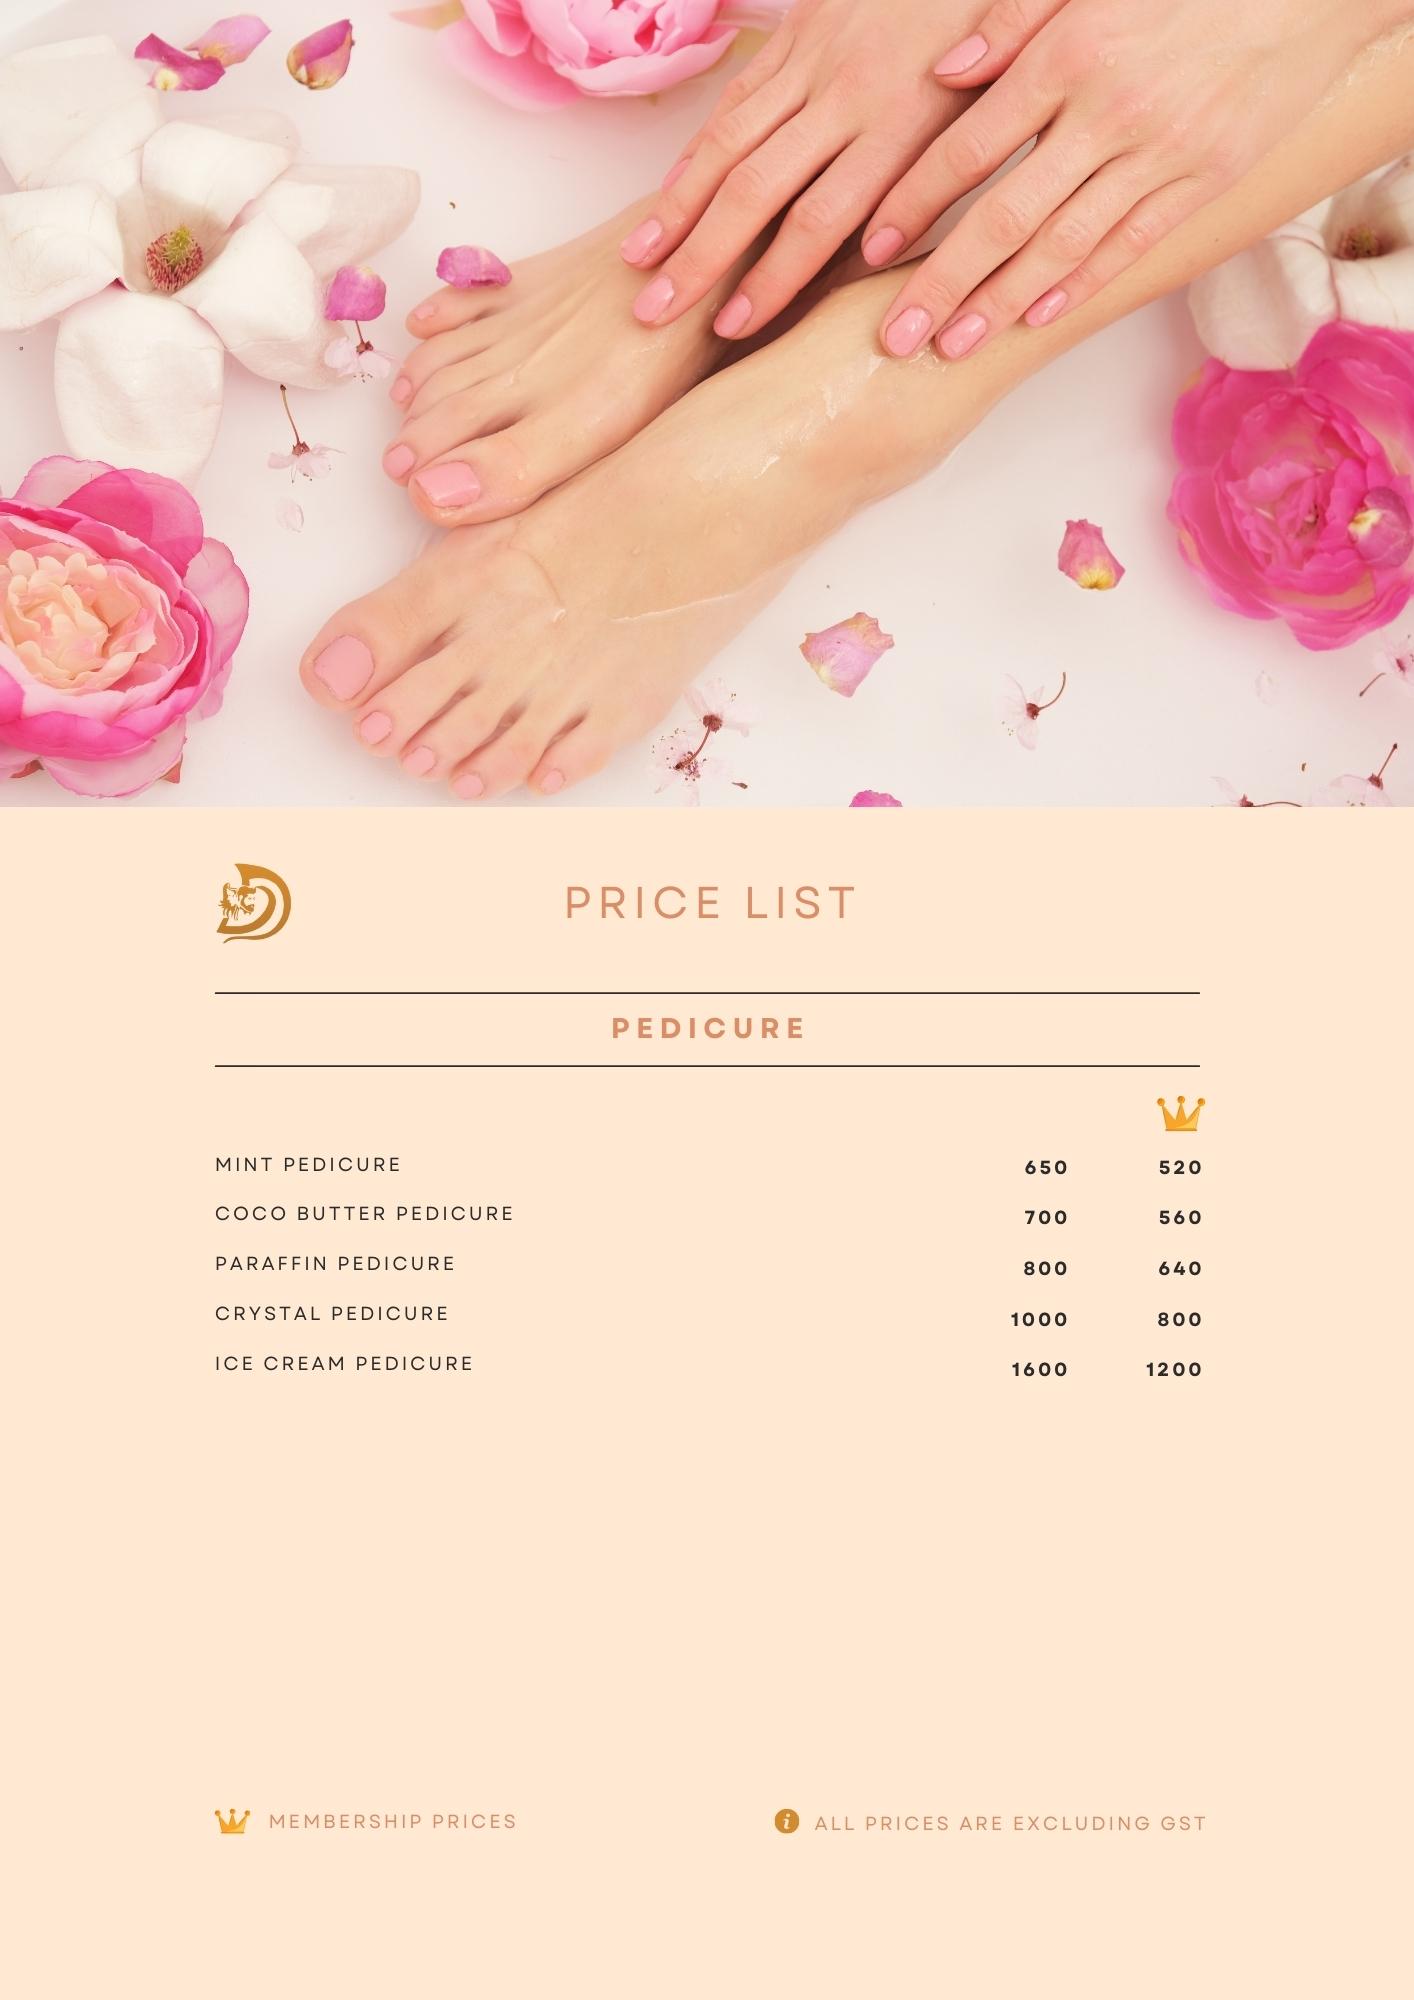 PRICE LIST
PEDICURE
MINT PEDICURE 650 520
COCO BUTTER PEDICURE 700 560
PARAFFIN PEDICURE 800 640
CRYSTAL PEDICURE 1000 800
ICE CREAM PEDICURE 1600 1200
MEMBERSHIP PRICES
ALL PRICES ARE EXCLUDING GST